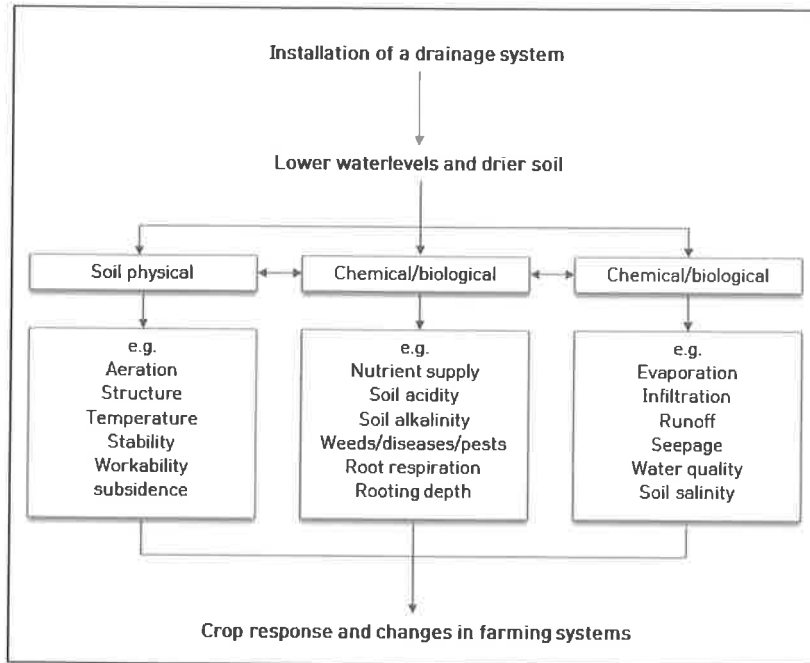 Installation of a drainage system
Lower waterlevels and drier soil
Soil physical
Chemical/biological
Chemical/biological
e.g.
Aeration
Structure
Temperature
Stability
Workability
subsidence
e.g.
Nutrient supply
Soil acidity
Soil alkalinity
Weeds/diseases/pests
Root respiration
Rooting depth
e.g.
Evaporation
Infiltration
Runoff
Seepage
Water quality
Soil salinity
Crop response and changes in farming systems